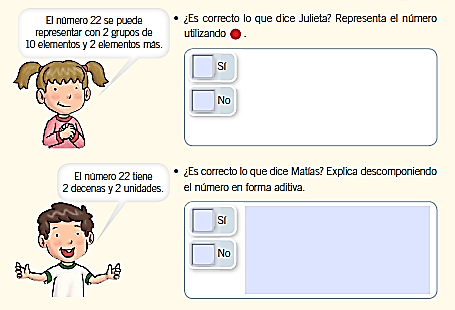 El número 22 se puede
representar con 2 grupos de
10 elementos y 2 elementos más.
• ¿Es correcto lo que dice Julieta? Representa el número
utilizando .
Sí
No
El número 22 tiene
2 decenas y 2 unidades.
• ¿Es correcto lo que dice Matías? Explica descomponiendo
el número en forma aditiva.
Sí
No